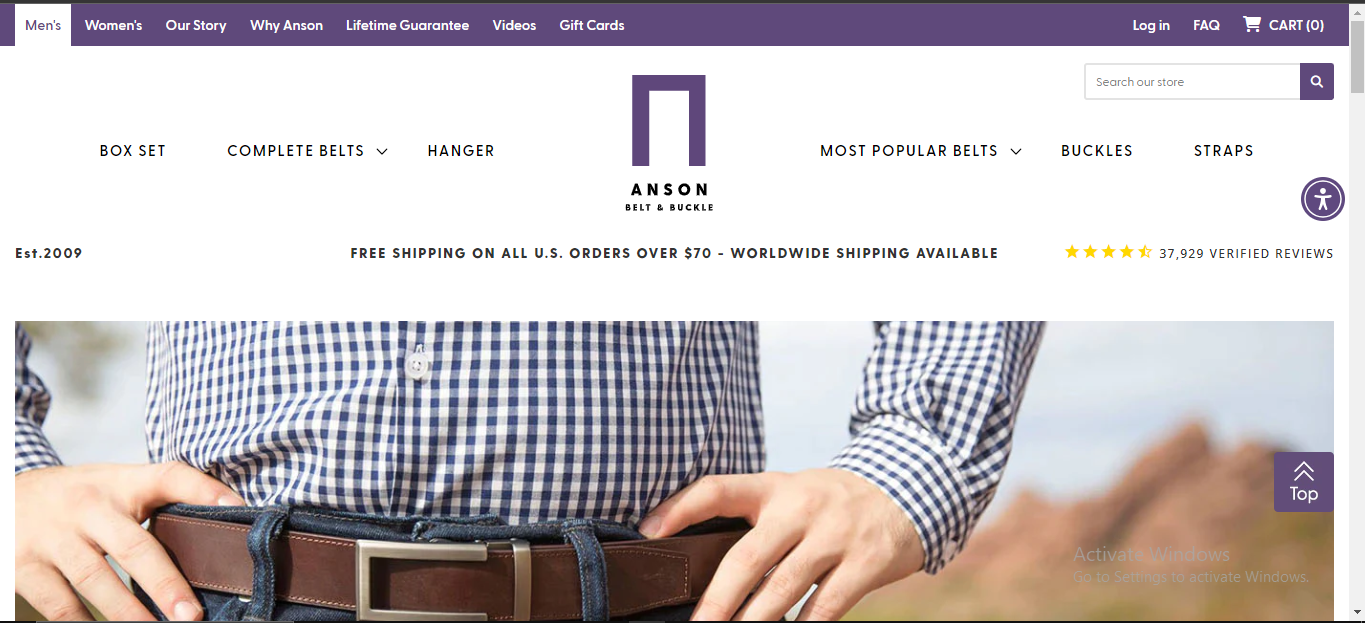 Men's Women's Our Story Why Anson Lifetime Guarantee Videos Gift Cards Log in FAQ CART (0)
Search our store
BOX SET COMPLETE BELTS HANGER MOST POPULAR BELTS BUCKLES STRAPS
ANSON
BELT & BUCKLE
Est.2009 FREE SHIPPING ON ALL U.S. ORDERS OVER $70 - WORLDWIDE SHIPPING AVAILABLE 37,929 VERIFIED REVIEWS
Top
Activate Windows
Go to Settings to activate Windows.